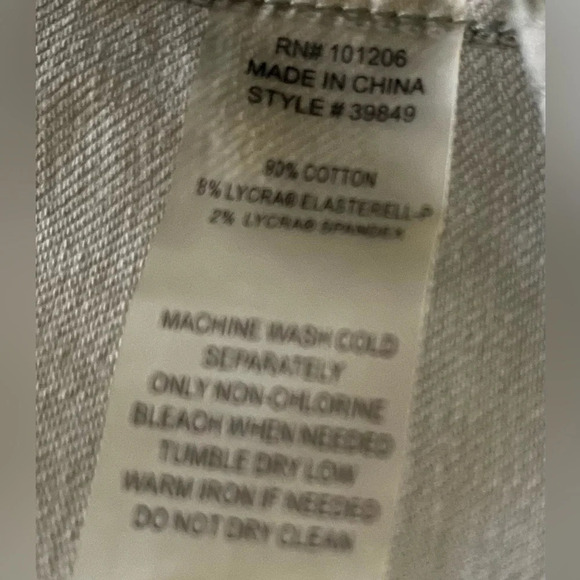 RN# 101206
MADE IN CHINA
STYLE # 39849
90% COTTON
8% LYCRA® ELASTERELL-P
2% LYCRA® SPANDEX
MACHINE WASH COLD
SEPARATELY
ONLY NON-CHLORINE
BLEACH WHEN NEEDED
TUMBLE DRY LOW
WARM IRON IF NEEDED
DO NOT DRY CLEAN